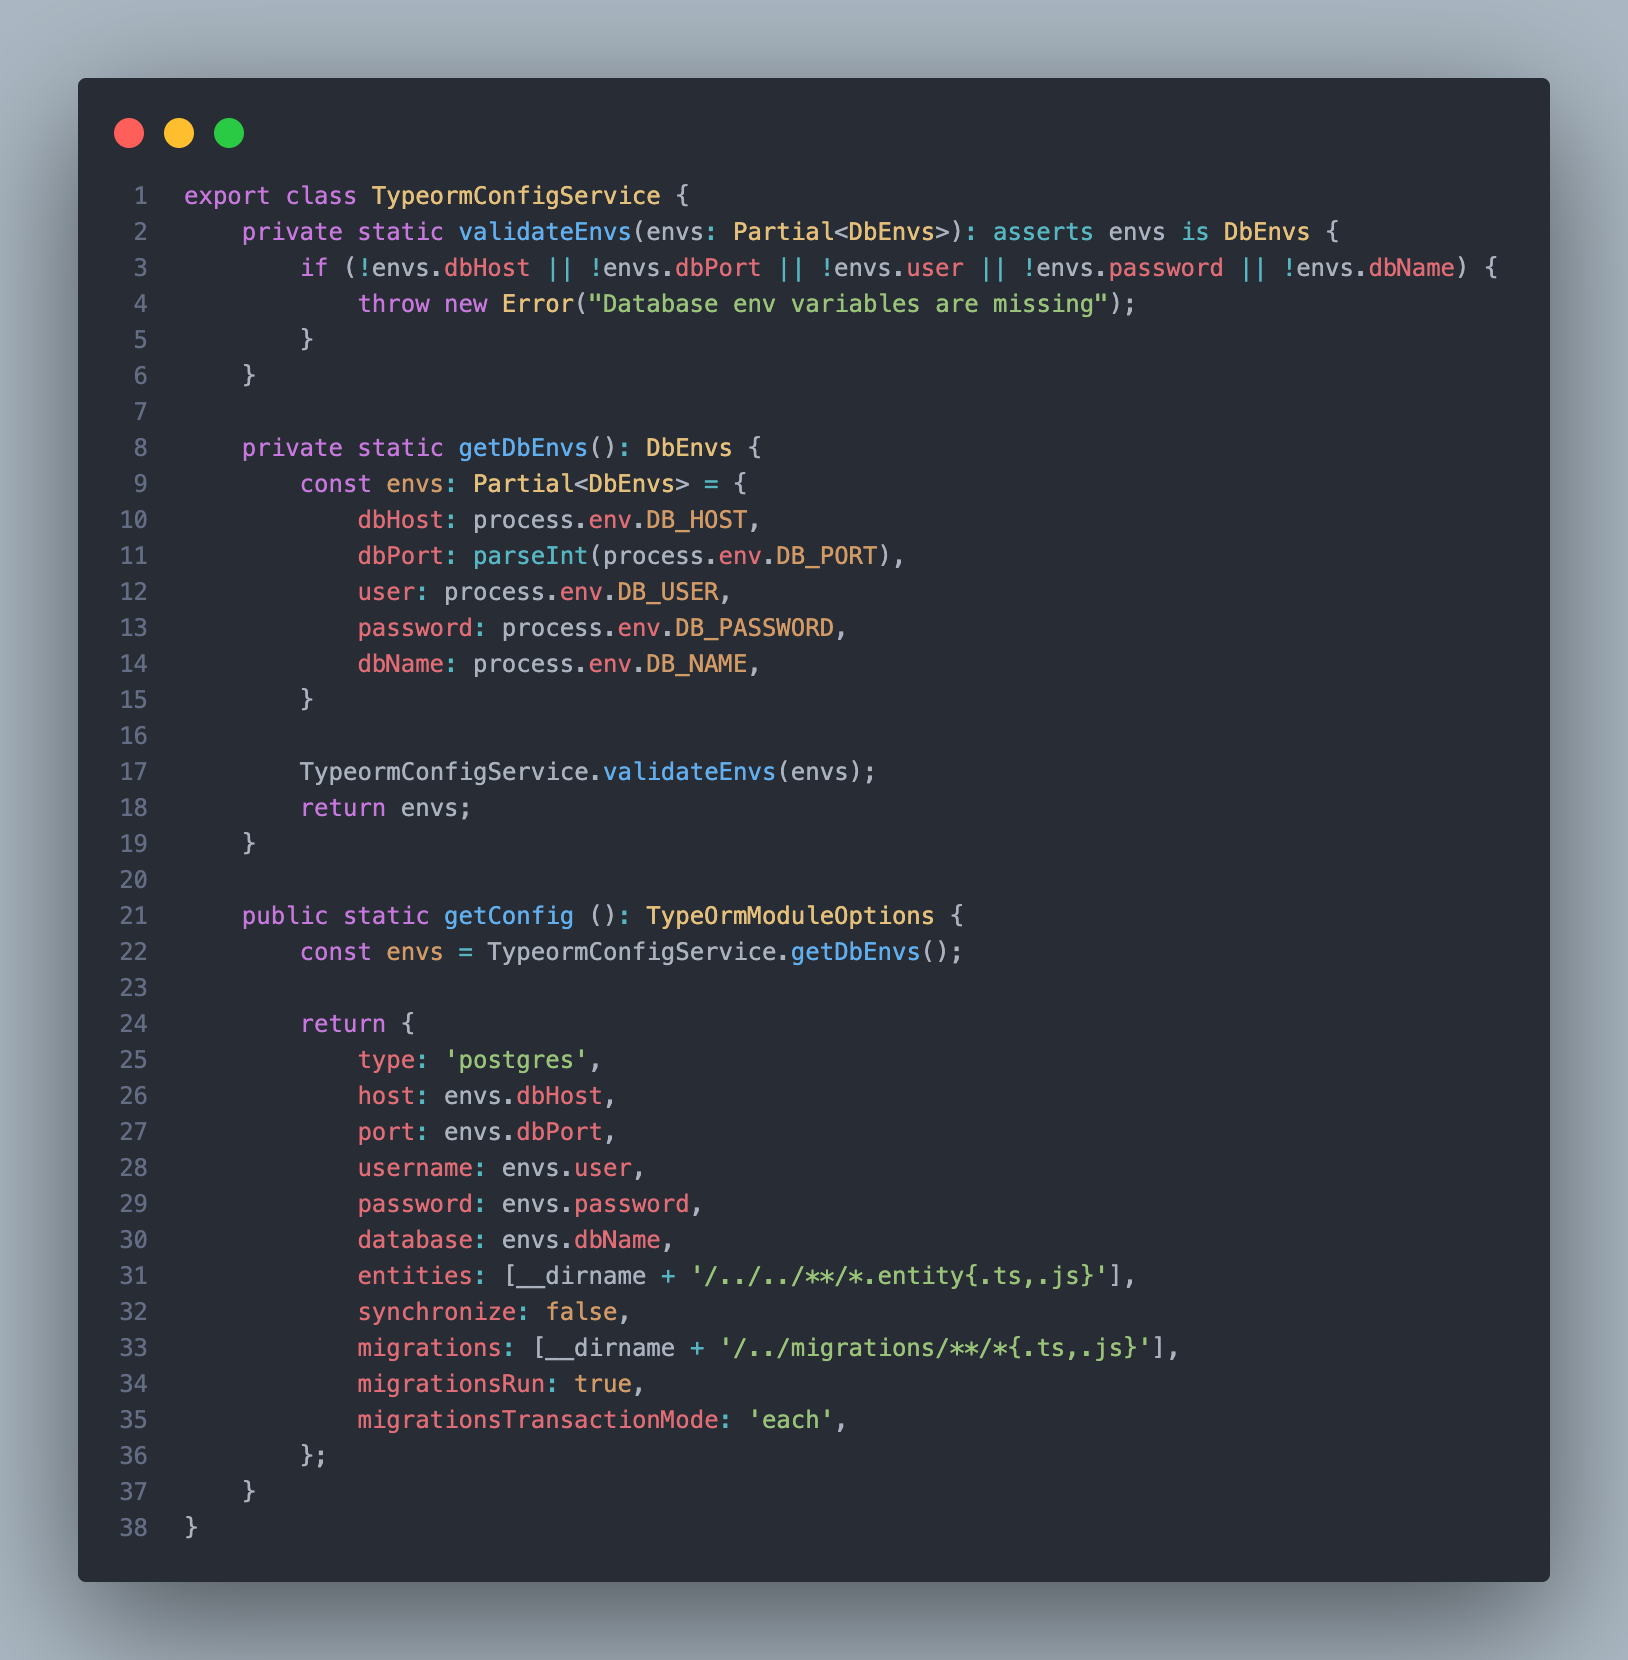 1 export class TypeormConfigService {
2     private static validateEnvs(envs: Partial<DbEnvs>): asserts envs is DbEnvs {
3         if (!envs.dbHost || !envs.dbPort || !envs.user || !envs.password || !envs.dbName) {
4             throw new Error("Database env variables are missing");
5         }
6     }
7
8     private static getDbEnvs(): DbEnvs {
9         const envs: Partial<DbEnvs> = {
10             dbHost: process.env.DB_HOST,
11             dbPort: parseInt(process.env.DB_PORT),
12             user: process.env.DB_USER,
13             password: process.env.DB_PASSWORD,
14             dbName: process.env.DB_NAME,
15         }
16
17         TypeormConfigService.validateEnvs(envs);
18         return envs;
19     }
20
21     public static getConfig (): TypeOrmModuleOptions {
22         const envs = TypeormConfigService.getDbEnvs();
23
24         return {
25             type: 'postgres',
26             host: envs.dbHost,
27             port: envs.dbPort,
28             username: envs.user,
29             password: envs.password,
30             database: envs.dbName,
31             entities: [__dirname + '/../../**/*.entity{.ts,.js}'],
32             synchronize: false,
33             migrations: [__dirname + '/../migrations/**/*{.ts,.js}'],
34             migrationsRun: true,
35             migrationsTransactionMode: 'each',
36         };
37     }
38 }